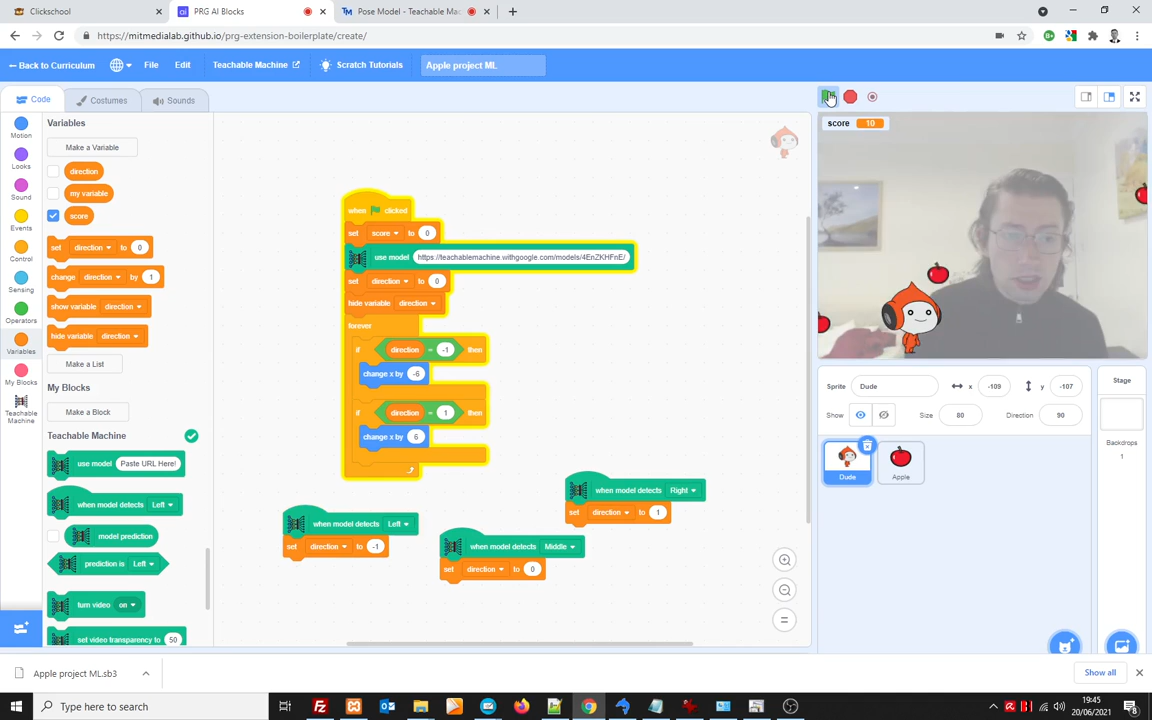 Clickschool
PRG AI Blocks
Pose Model - Teachable Mac
https://mitmedialab.github.io/prg-extension-boilerplate/create/
Back to Curriculum
File
Edit
Teachable Machine
Scratch Tutorials
Apple project ML
Code
Costumes
Sounds
Motion
Looks
Sound
Events
Control
Sensing
Operators
Variables
My Blocks
Teachable
Machine
Variables
Make a Variable
direction
my variable
score
set direction to 0
change direction by 1
show variable direction
hide variable direction
Make a List
My Blocks
Make a Block
Teachable Machine
use model Paste URL Here!
when model detects Left
model prediction
prediction is Left
turn video on
set video transparency to 50
when clicked
set score to 0
use model https://teachablemachine.withgoogle.com/models/4EnZKHFnE/
set direction to 0
hide variable direction
forever
if direction = -1 then
change x by -6
if direction = 1 then
change x by 6
when model detects Left
set direction to -1
when model detects Middle
set direction to 0
when model detects Right
set direction to 1
score 10
Sprite Dude x -109 y -107
Show Size 80 Direction 90
Dude
Apple
Stage
Backdrops
1
Apple project ML.sb3
Show all
Type here to search
19:45
20/06/2021
8